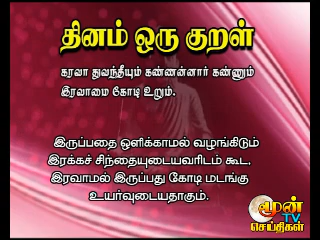 தினம் ஒரு குறள்
கரவா துவந்தீயும் கண்ணன்னார் கண்ணும்
இரவாமை கோடி உறும்.
இருப்பதை ஒளிக்காமல் வழங்கிடும்
இரக்கச் சிந்தையுடையவரிடம் கூட,
இரவாமல் இருப்பது கோடி மடங்கு
உயர்வுடையதாகும்.
மூன்
TV
செய்திகள்